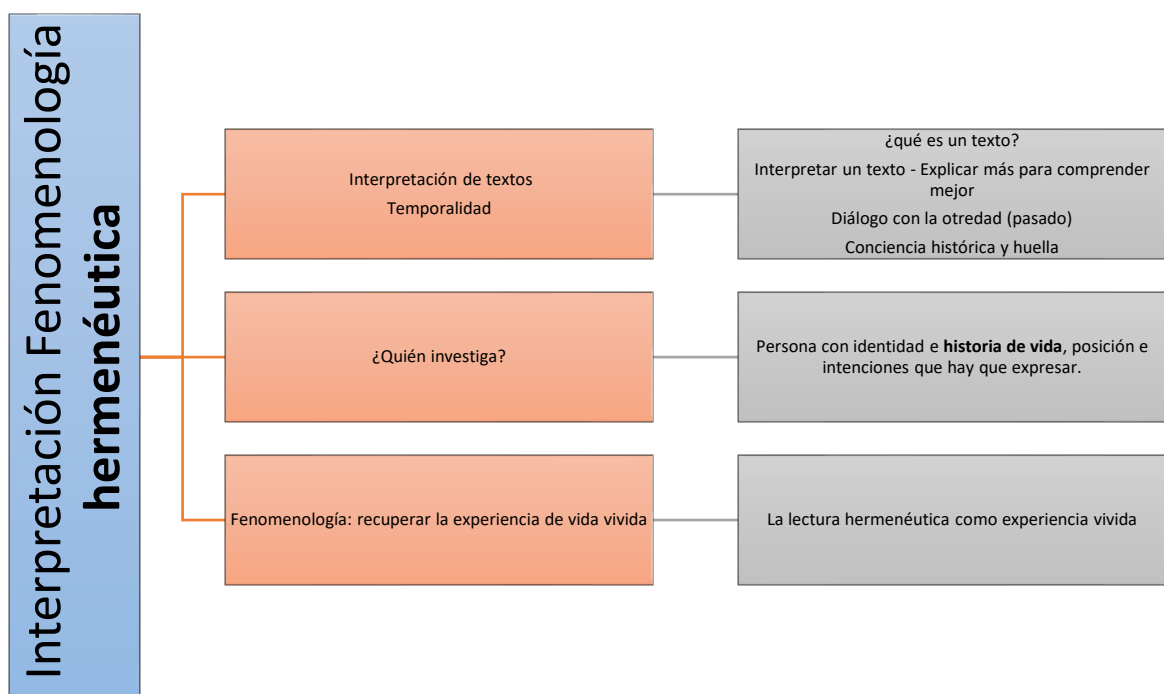 Interpretación Fenomenología
hermenéutica
Interpretación de textos
Temporalidad
¿qué es un texto?
Interpretar un texto - Explicar más para comprender
mejor
Diálogo con la otredad (pasado)
Conciencia histórica y huella
¿Quién investiga?
Persona con identidad e historia de vida, posición e
intenciones que hay que expresar.
Fenomenología: recuperar la experiencia de vida vivida
La lectura hermenéutica como experiencia vivida